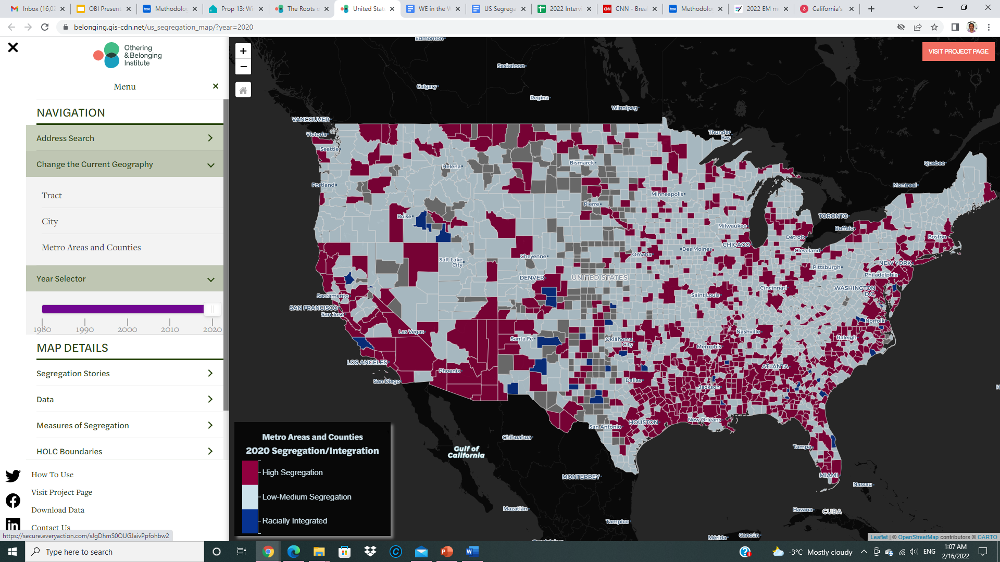 Inbox (16,02
OBI Present
Methodolog
Prop 13: Wi
The Roots o
United Stat
WE in the W
US Segrega
2022 Interv
CNN - Brea
Methodolo
2022 EM m
California's
belonging.gis-cdn.net/us_segregation_map/?year=2020
Othering
& Belonging
Institute
Menu
NAVIGATION
Address Search
Change the Current Geography
Tract
City
Metro Areas and Counties
Year Selector
1980 1990 2000 2010 2020
MAP DETAILS
Segregation Stories
Data
Measures of Segregation
HOLC Boundaries
How To Use
Visit Project Page
Download Data
Contact Us
https://secure.everyaction.com/sJgDhmS0OUGJaivPpfohbw2
+
−
VISIT PROJECT PAGE
Edmonton
Saskatoon
Calgary
Regina
Winnipeg
VANCOUVER
Victoria
Seattle
Thunder
Bay
Quebec
Helena
Bismarck
Portland
Montreal
Minneapolis
Pierre
Boise
TORONTO
Buffalo
Milwaukee
Boston
Detroit
CHICAGO
Cleveland
Des Moines
Omaha
Cheyenne
Salt Lake
City
NEW YORK
Pittsburgh
Philadelphia
DENVER
UNITED STATES
Cincinnati
WASHINGTON
D.C.
Sacramento
Saint Louis
SAN FRANCISCO
San Jose
Norfolk
Las Vegas
Nashville
Santa Fe
Oklahoma
City
Raleigh
Memphis
LOS ANGELES
Phoenix
ATLANTA
San Diego
Dallas
Jackson
New Orleans
HOUSTON
San Antonio
Chihuahua
Gulf of
California
Tampa
MONTERREY
MIAMI
Nassau
Mazatlán
Havana
CUBA
Tampico
Mérida
Cancún
Metro Areas and Counties
2020 Segregation/Integration
High Segregation
Low-Medium Segregation
Racially Integrated
Leaflet | © OpenStreetMap contributors © CARTO
Type here to search
-3°C Mostly cloudy
ENG
1:07 AM
2/16/2022